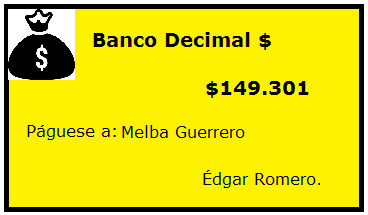 Banco Decimal $
$
$149.301
Páguese a: Melba Guerrero
Édgar Romero.